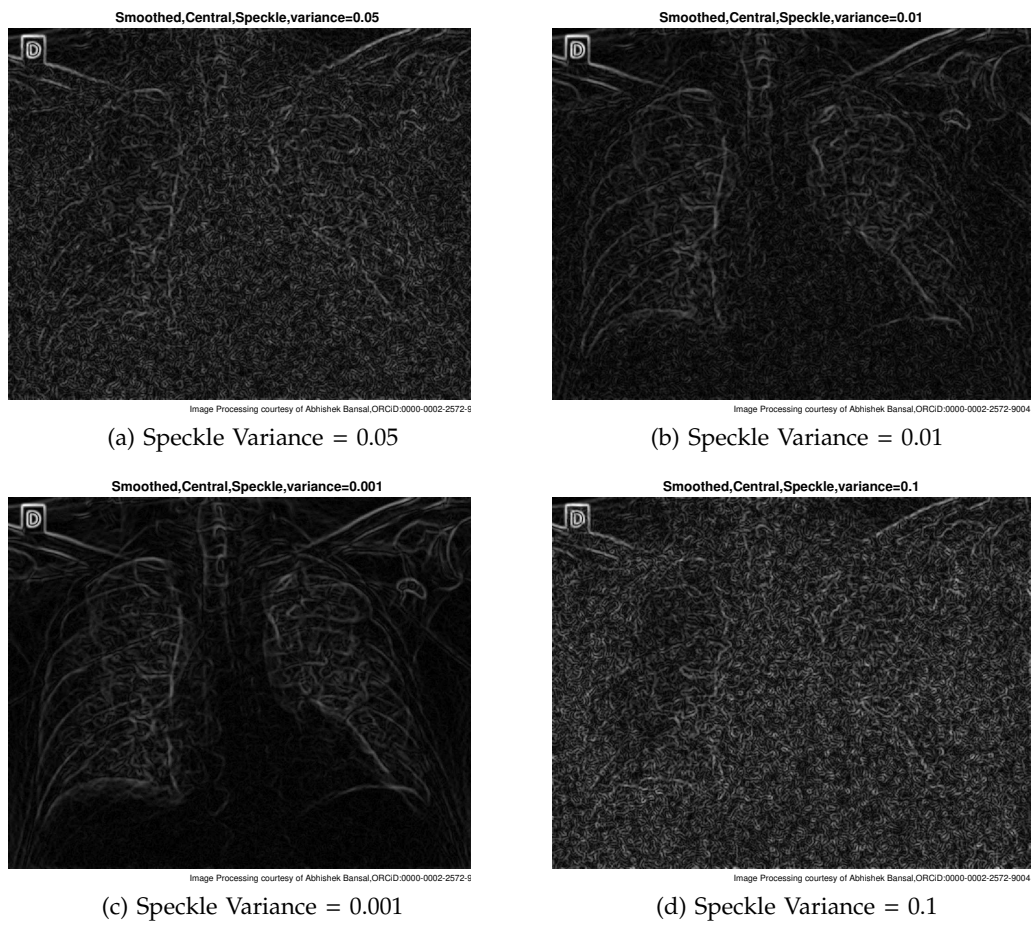 Smoothed,Central,Speckle,variance=0.05
D
Image Processing courtesy of Abhishek Bansal,ORCiD:0000-0002-2572-9
(a) Speckle Variance = 0.05
Smoothed,Central,Speckle,variance=0.01
D
Image Processing courtesy of Abhishek Bansal,ORCiD:0000-0002-2572-9004
(b) Speckle Variance = 0.01
Smoothed,Central,Speckle,variance=0.001
D
Image Processing courtesy of Abhishek Bansal,ORCiD:0000-0002-2572-9
(c) Speckle Variance = 0.001
Smoothed,Central,Speckle,variance=0.1
D
Image Processing courtesy of Abhishek Bansal,ORCiD:0000-0002-2572-9004
(d) Speckle Variance = 0.1